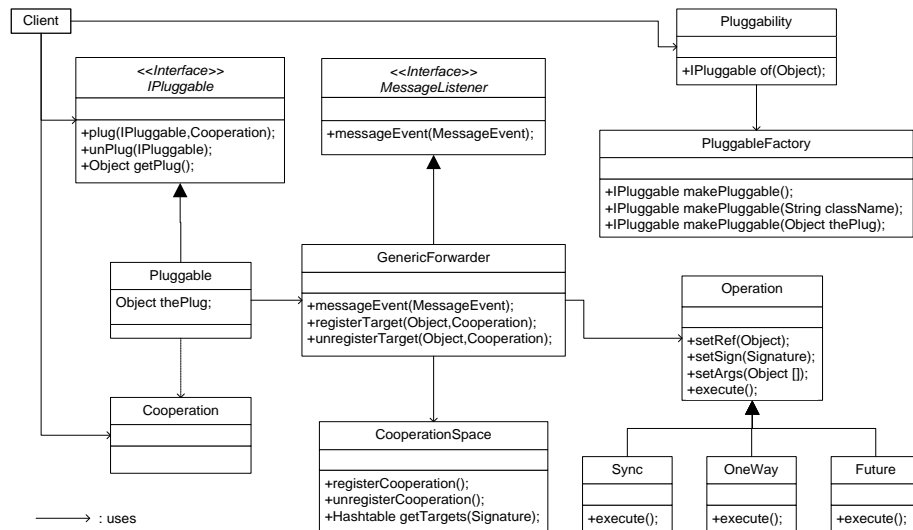 Client
Pluggability
+IPluggable of(Object);
<<Interface>>
IPluggable
+plug(IPluggable,Cooperation);
+unPlug(IPluggable);
+Object getPlug();
<<Interface>>
MessageListener
+messageEvent(MessageEvent);
PluggableFactory
+IPluggable makePluggable();
+IPluggable makePluggable(String className);
+IPluggable makePluggable(Object thePlug);
Pluggable
Object thePlug;
GenericForwarder
+messageEvent(MessageEvent);
+registerTarget(Object,Cooperation);
+unregisterTarget(Object,Cooperation);
Operation
+setRef(Object);
+setSign(Signature);
+setArgs(Object []);
+execute();
Cooperation
CooperationSpace
+registerCooperation();
+unregisterCooperation();
+Hashtable getTargets(Signature);
Sync
+execute();
OneWay
+execute();
Future
+execute();
: uses